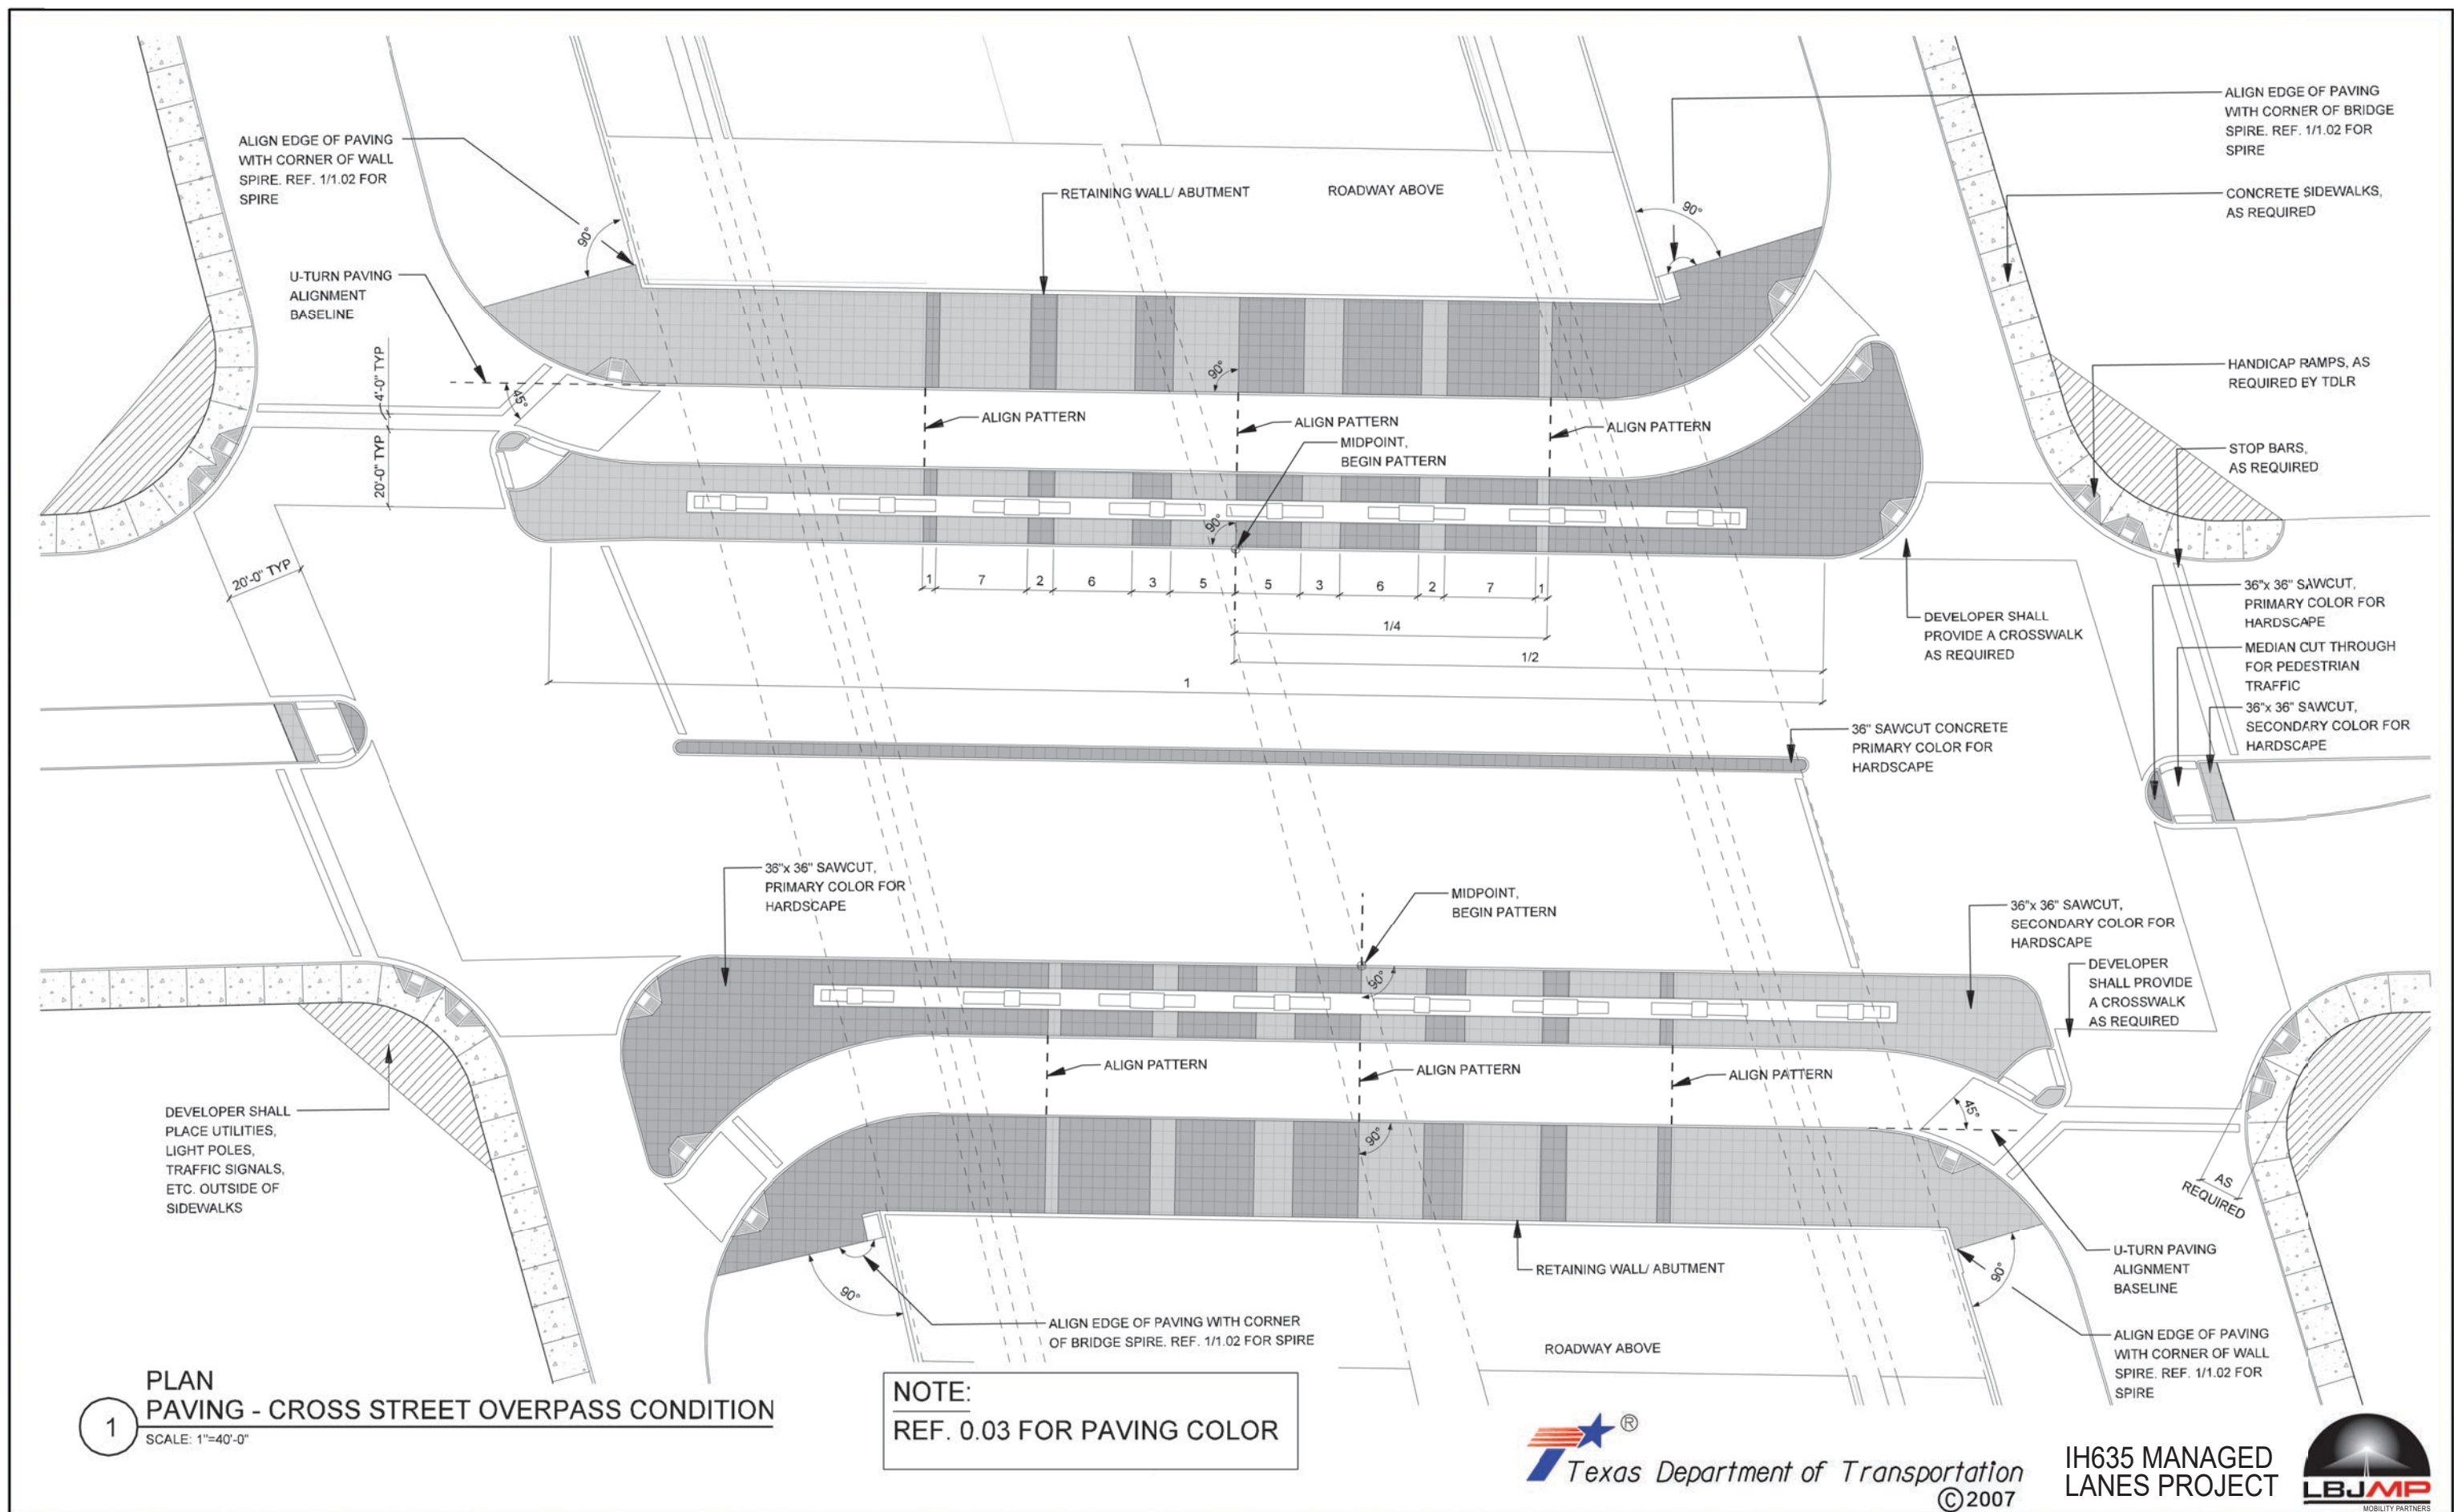 ALIGN EDGE OF PAVING
WITH CORNER OF WALL
SPIRE. REF. 1/1.02 FOR
SPIRE
90°
U-TURN PAVING
ALIGNMENT
BASELINE
4'-0" TYP
20'-0" TYP
45°
20'-0" TYP
RETAINING WALL/ ABUTMENT
ROADWAY ABOVE
90°
ALIGN EDGE OF PAVING
WITH CORNER OF BRIDGE
SPIRE. REF. 1/1.02 FOR
SPIRE
CONCRETE SIDEWALKS,
AS REQUIRED
HANDICAP RAMPS, AS
REQUIRED BY TDLR
STOP BARS,
AS REQUIRED
90°
ALIGN PATTERN
ALIGN PATTERN
ALIGN PATTERN
MIDPOINT,
BEGIN PATTERN
90°
1 7 2 6 3 5 5 3 6 2 7 1
1/4
1/2
1
DEVELOPER SHALL
PROVIDE A CROSSWALK
AS REQUIRED
36"x 36" SAWCUT,
PRIMARY COLOR FOR
HARDSCAPE
MEDIAN CUT THROUGH
FOR PEDESTRIAN
TRAFFIC
36"x 36" SAWCUT,
SECONDARY COLOR FOR
HARDSCAPE
36" SAWCUT CONCRETE
PRIMARY COLOR FOR
HARDSCAPE
36"x 36" SAWCUT,
PRIMARY COLOR FOR
HARDSCAPE
MIDPOINT,
BEGIN PATTERN
90°
36"x 36" SAWCUT,
SECONDARY COLOR FOR
HARDSCAPE
DEVELOPER
SHALL PROVIDE
A CROSSWALK
AS REQUIRED
ALIGN PATTERN
ALIGN PATTERN
ALIGN PATTERN
90°
45°
AS
REQUIRED
DEVELOPER SHALL
PLACE UTILITIES,
LIGHT POLES,
TRAFFIC SIGNALS,
ETC. OUTSIDE OF
SIDEWALKS
90°
ALIGN EDGE OF PAVING WITH CORNER
OF BRIDGE SPIRE. REF. 1/1.02 FOR SPIRE
RETAINING WALL/ ABUTMENT
ROADWAY ABOVE
90°
U-TURN PAVING
ALIGNMENT
BASELINE
ALIGN EDGE OF PAVING
WITH CORNER OF WALL
SPIRE. REF. 1/1.02 FOR
SPIRE
1
PLAN
PAVING - CROSS STREET OVERPASS CONDITION
SCALE: 1"=40'-0"
NOTE:
REF. 0.03 FOR PAVING COLOR
®
Texas Department of Transportation
© 2007
IH635 MANAGED
LANES PROJECT
LBJMP
MOBILITY PARTNERS